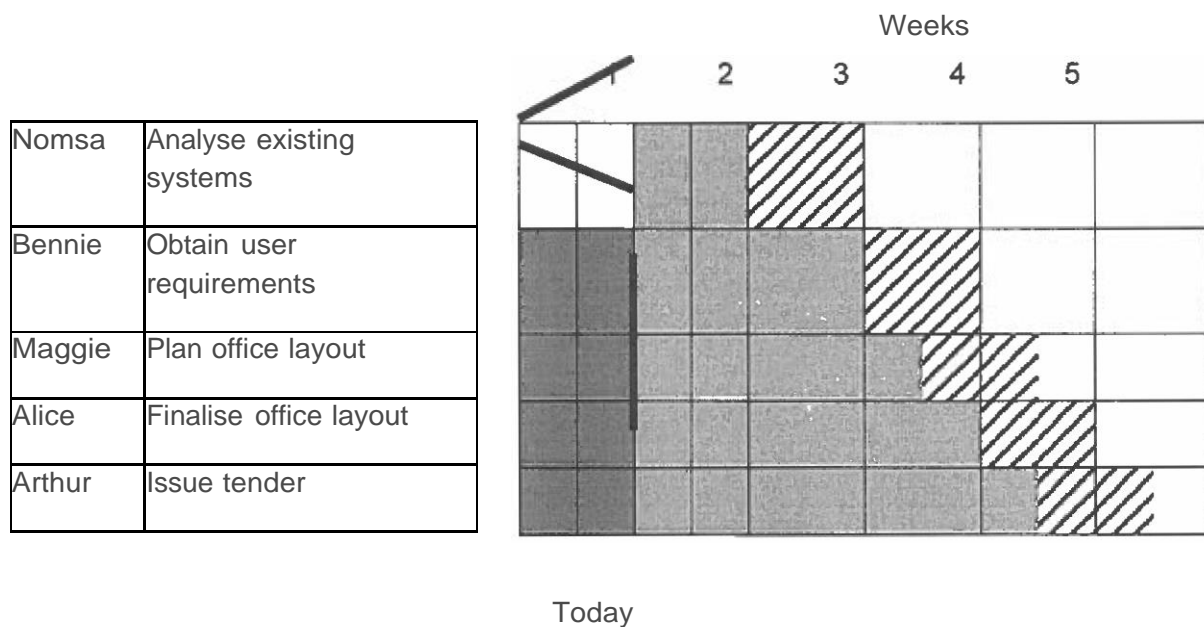 Weeks
1 2 3 4 5
Nomsa Analyse existing
systems
Bennie Obtain user
requirements
Maggie Plan office layout
Alice Finalise office layout
Arthur Issue tender
Today